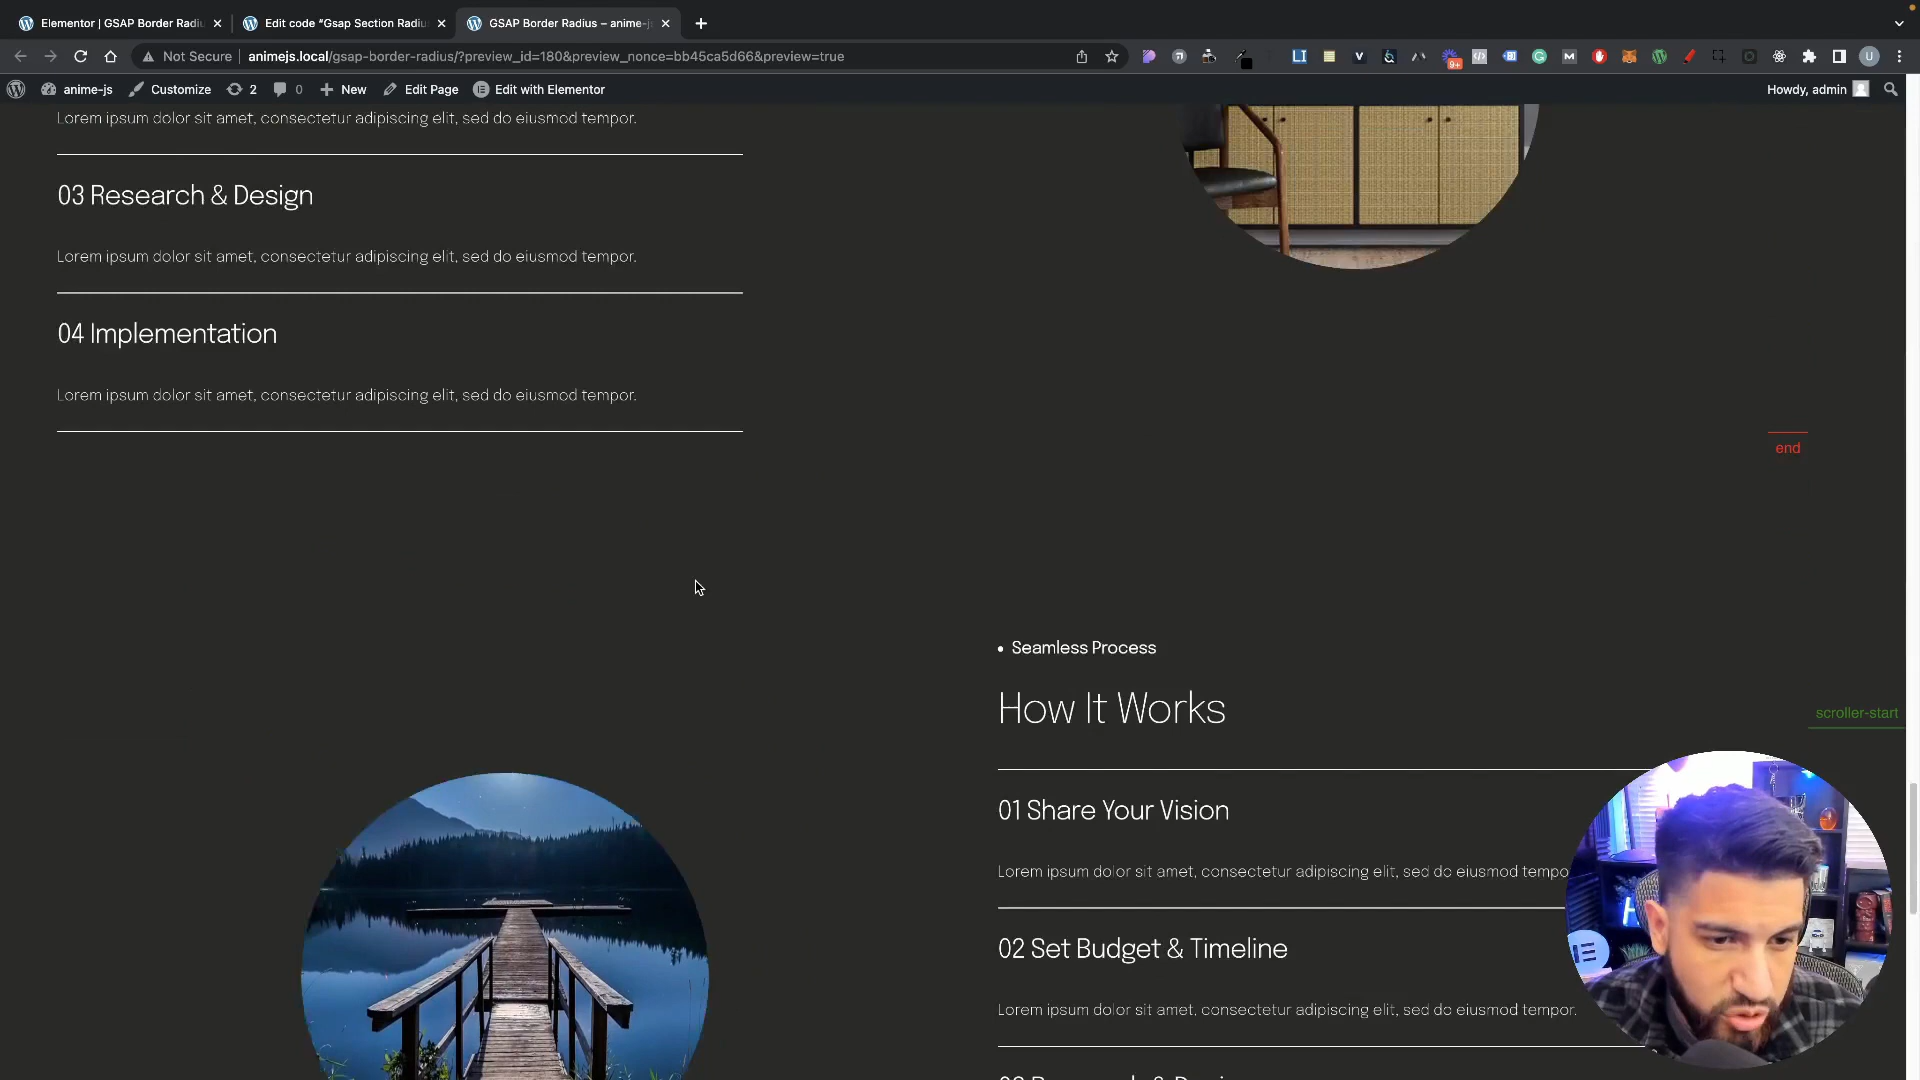 Elementor | GSAP Border Radi
Edit code "Gsap Section Radiu
GSAP Border Radius – anime-j
Not Secure
animejs.local/gsap-border-radius/?preview_id=180&preview_nonce=bb45ca5d66&preview=true
9+
U
anime-js
Customize
2
0
New
Edit Page
Edit with Elementor
Howdy, admin
Lorem ipsum dolor sit amet, consectetur adipiscing elit, sed do eiusmod tempor.
03 Research & Design
Lorem ipsum dolor sit amet, consectetur adipiscing elit, sed do eiusmod tempor.
04 Implementation
Lorem ipsum dolor sit amet, consectetur adipiscing elit, sed do eiusmod tempor.
end
• Seamless Process
How It Works
scroller-start
01 Share Your Vision
Lorem ipsum dolor sit amet, consectetur adipiscing elit, sed do eiusmod tempo
02 Set Budget & Timeline
Lorem ipsum dolor sit amet, consectetur adipiscing elit, sed do eiusmod tempor.